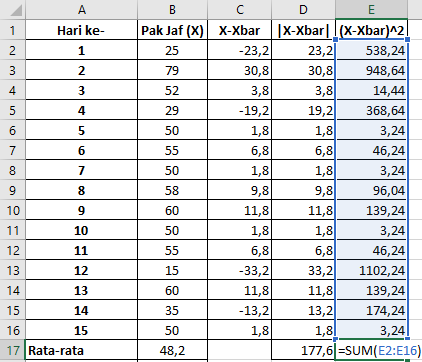 A B C D E
1 Hari ke- Pak Jaf (X) X-Xbar |X-Xbar| (X-Xbar)^2
2 1 25 -23,2 23,2 538,24
3 2 79 30,8 30,8 948,64
4 3 52 3,8 3,8 14,44
5 4 29 -19,2 19,2 368,64
6 5 50 1,8 1,8 3,24
7 6 55 6,8 6,8 46,24
8 7 50 1,8 1,8 3,24
9 8 58 9,8 9,8 96,04
10 9 60 11,8 11,8 139,24
11 10 50 1,8 1,8 3,24
12 11 55 6,8 6,8 46,24
13 12 15 -33,2 33,2 1102,24
14 13 60 11,8 11,8 139,24
15 14 35 -13,2 13,2 174,24
16 15 50 1,8 1,8 3,24
17 Rata-rata 48,2 177,6 =SUM(E2:E16)